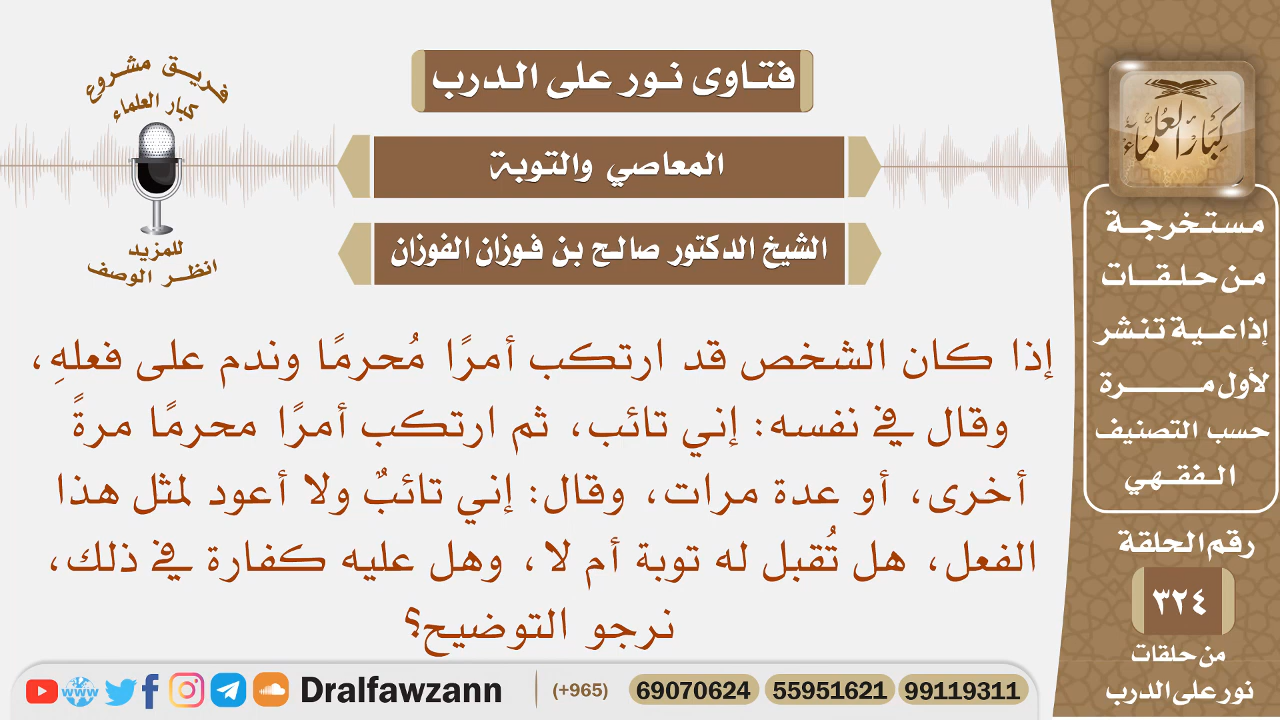 فتاوى نور على الدرب
المعاصي والتوبة
الشيخ الدكتور صالح بن فوزان الفوزان
فريق مشروع
كبار العلماء
للمزيد
انظر الوصف
إذا كان الشخص قد ارتكب أمرًا مُحرمًا وندم على فعلهِ،
وقال في نفسه: إني تائب، ثم ارتكب أمرًا محرمًا مرةً
أخرى، أو عدة مرات، وقال: إني تائبٌ ولا أعود لمثل هذا
الفعل، هل تُقبل له توبة أم لا، وهل عليه كفارة في ذلك،
نرجو التوضيح؟
كِبَار العُلَمَاء
مستخرجة
من حلقات
إذاعية تنشر
لأول مرة
حسب التصنيف
الفقهي
رقم الحلقة
٣٢٤
من حلقات
نور على الدرب
www
Dralfawzann
(+965)
69070624
55951621
99119311